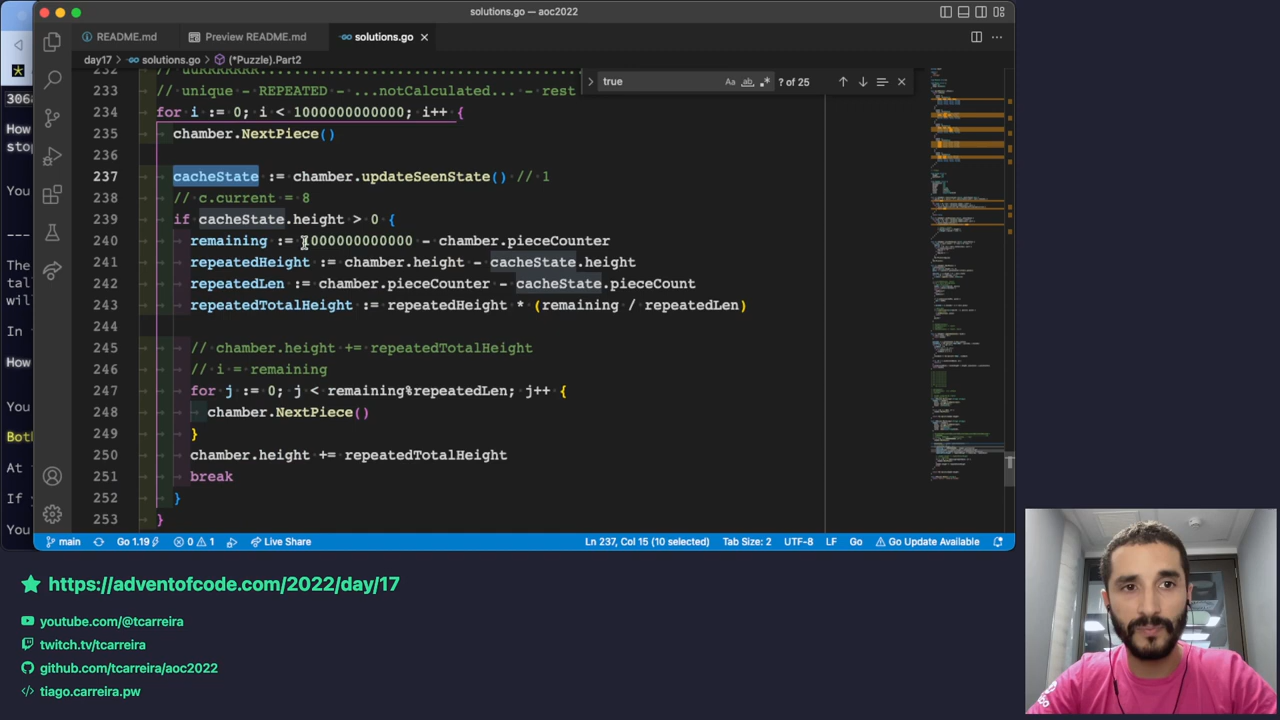 solutions.go — aoc2022
README.md
Preview README.md
solutions.go
day17 > solutions.go > (*Puzzle).Part2
true
? of 25
233 // unique - REPEATED - ...notCalculated... - rest
234 for i := 0; i < 1000000000000; i++ {
235 chamber.NextPiece()
236
237 cacheState := chamber.updateSeenState() // 1
238 // c.current = 8
239 if cacheState.height > 0 {
240 remaining := 1000000000000 - chamber.pieceCounter
241 repeatedHeight := chamber.height - cacheState.height
242 repeatedLen := chamber.pieceCounter - cacheState.pieceCount
243 repeatedTotalHeight := repeatedHeight * (remaining / repeatedLen)
244
245 // chamber.height += repeatedTotalHeight
246 // i = remaining
247 for j := 0; j < remaining%repeatedLen; j++ {
248 chamber.NextPiece()
249 }
250 chamber.height += repeatedTotalHeight
251 break
252 }
253 }
main
Go 1.19
0
1
Live Share
Ln 237, Col 15 (10 selected)
Tab Size: 2
UTF-8
LF
Go
Go Update Available
https://adventofcode.com/2022/day/17
youtube.com/@tcarreira
twitch.tv/tcarreira
github.com/tcarreira/aoc2022
tiago.carreira.pw